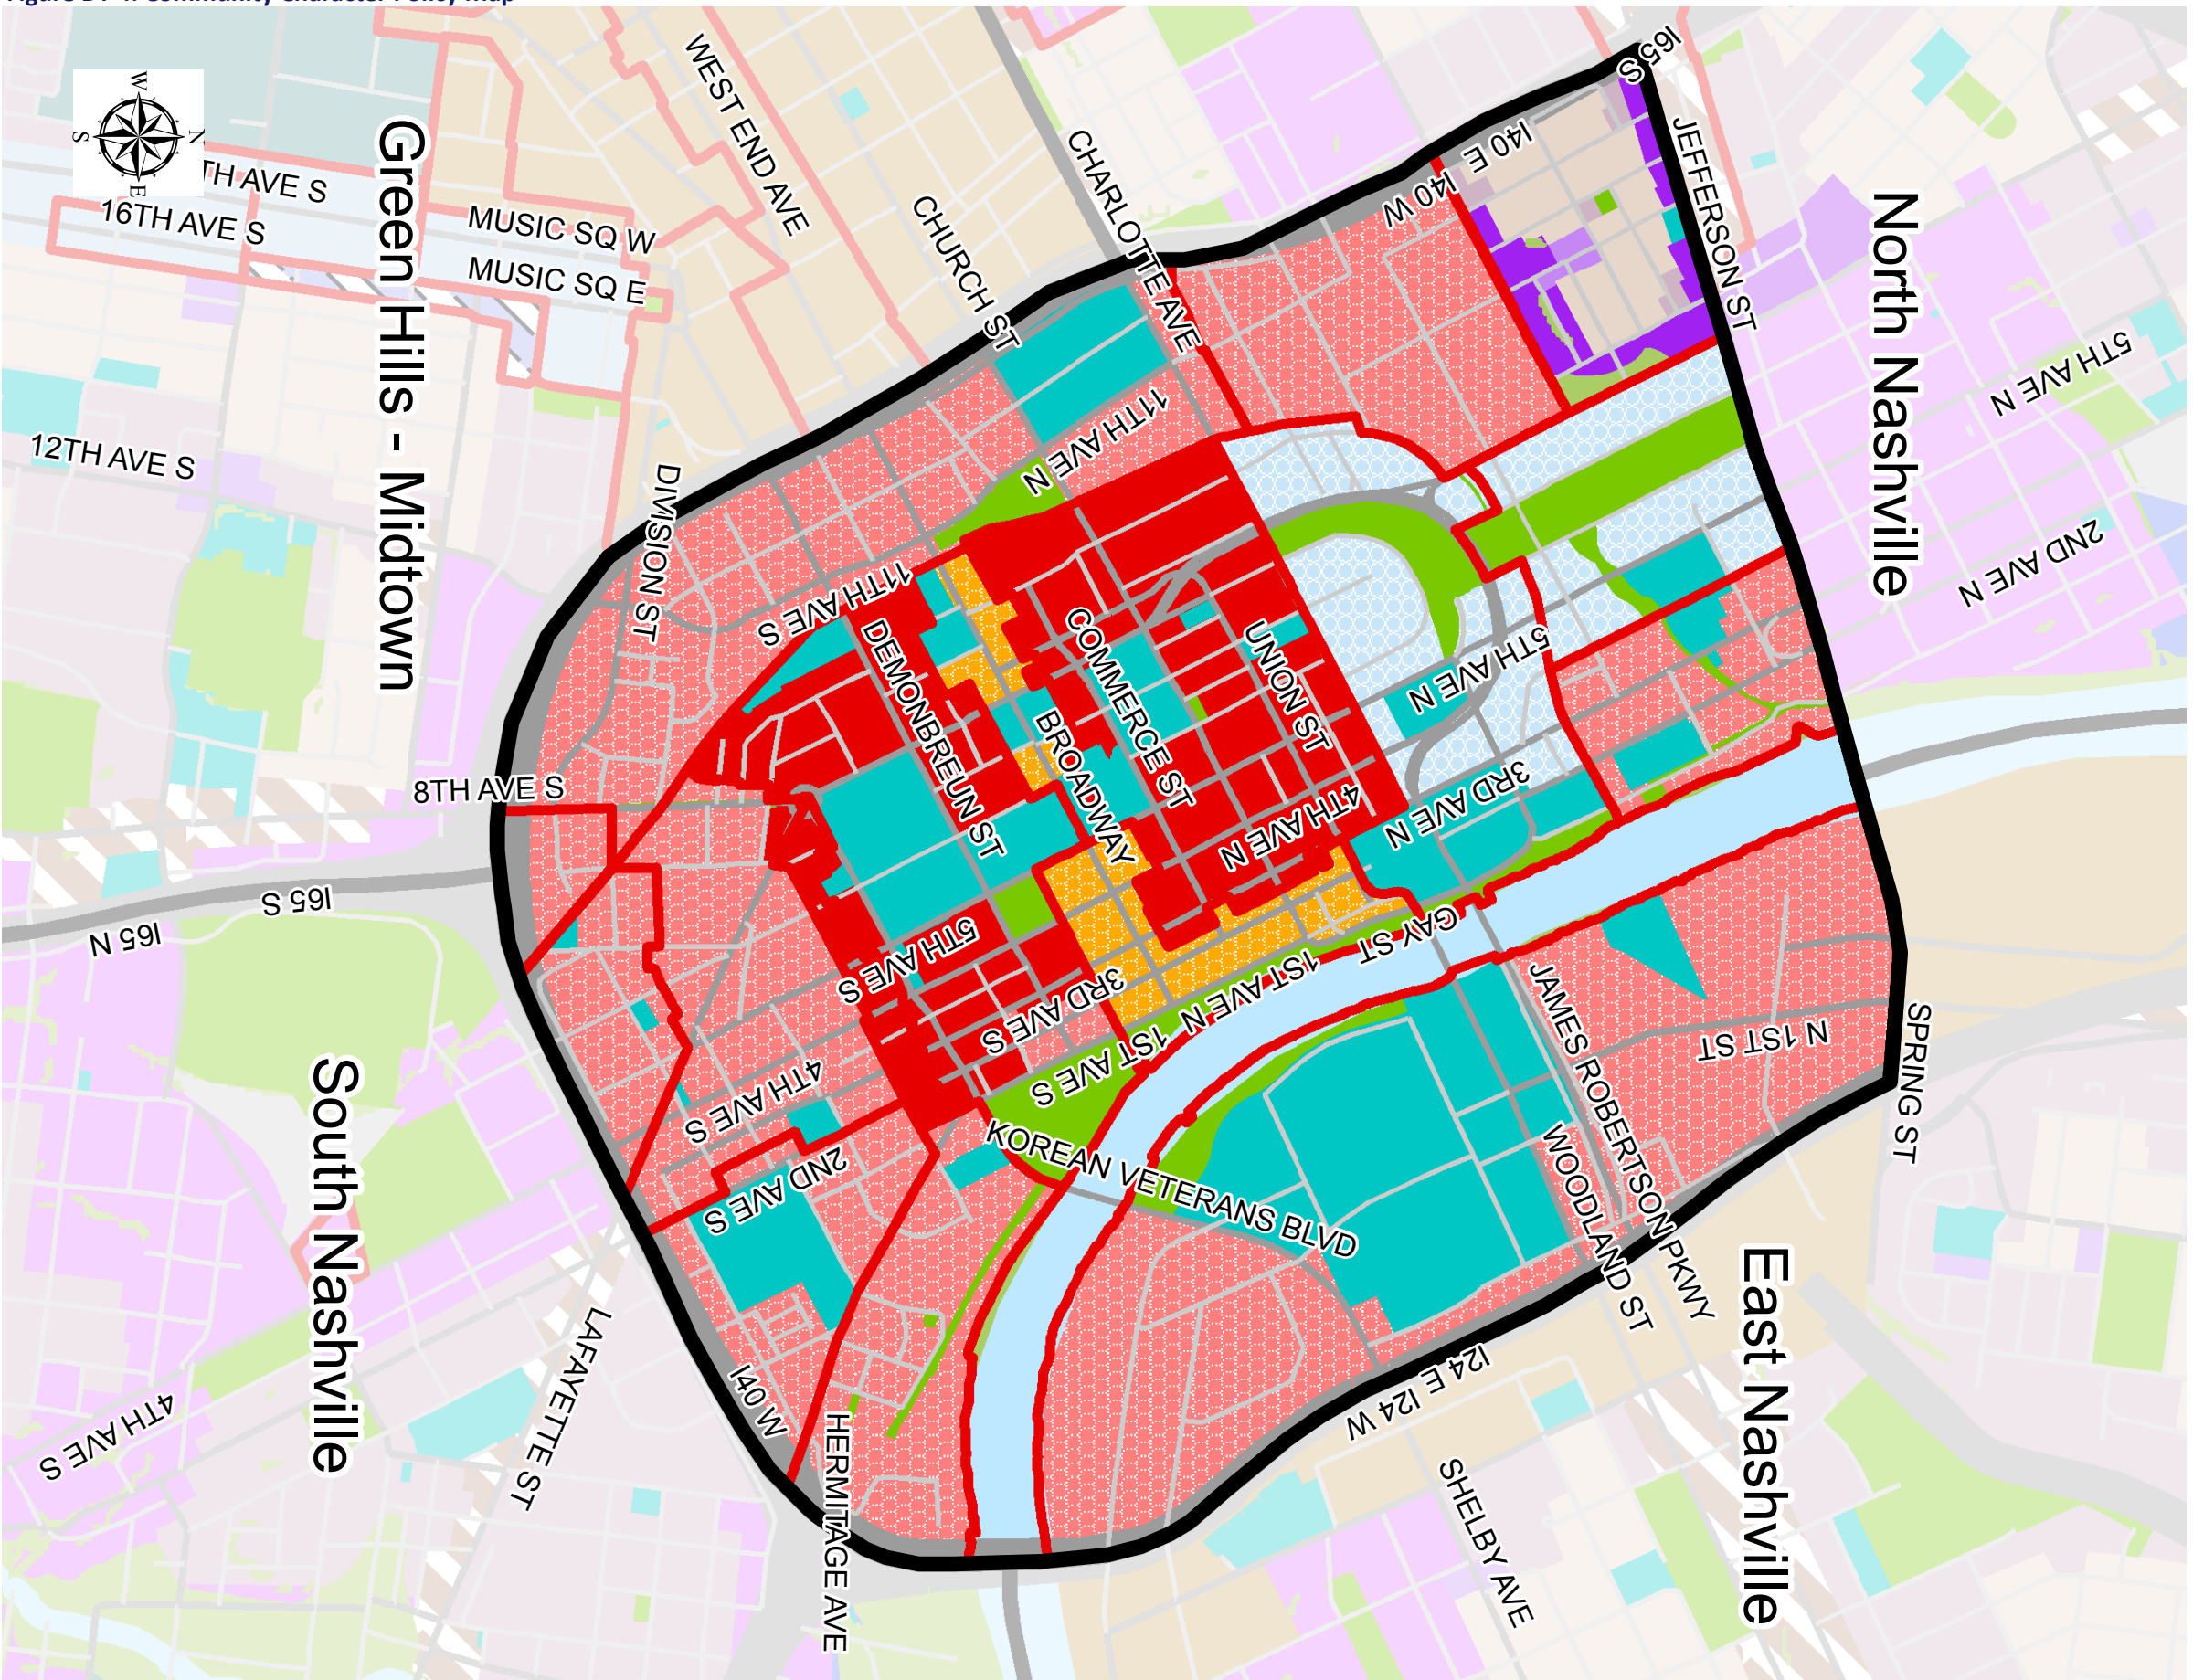 Figure DT-1: Community Character Policy Map
W
N
S
E
TH AVE S
16TH AVE S
MUSIC SQ W
MUSIC SQ E
Green Hills - Midtown
12TH AVE S
WEST END AVE
CHURCH ST
CHARLOTTE AVE
I40 E
I40 W
I65 S
JEFFERSON ST
North Nashville
5TH AVE N
2ND AVE N
11TH AVE N
DIVISION ST
11TH AVE S
DEMONBREUN ST
COMMERCE ST
UNION ST
BROADWAY
5TH AVE N
3RD AVE N
4TH AVE N
8TH AVE S
I65 S
I65 N
5TH AVE S
3RD AVE S
GAY ST
1ST AVE N
1ST AVE S
4TH AVE S
2ND AVE S
KOREAN VETERANS BLVD
JAMES ROBERTSON PKWY
WOODLAND ST
N 1ST ST
SPRING ST
South Nashville
East Nashville
LAFAYETTE ST
4TH AVE S
I40 W
HERMITAGE AVE
I24 E
I24 W
SHELBY AVE